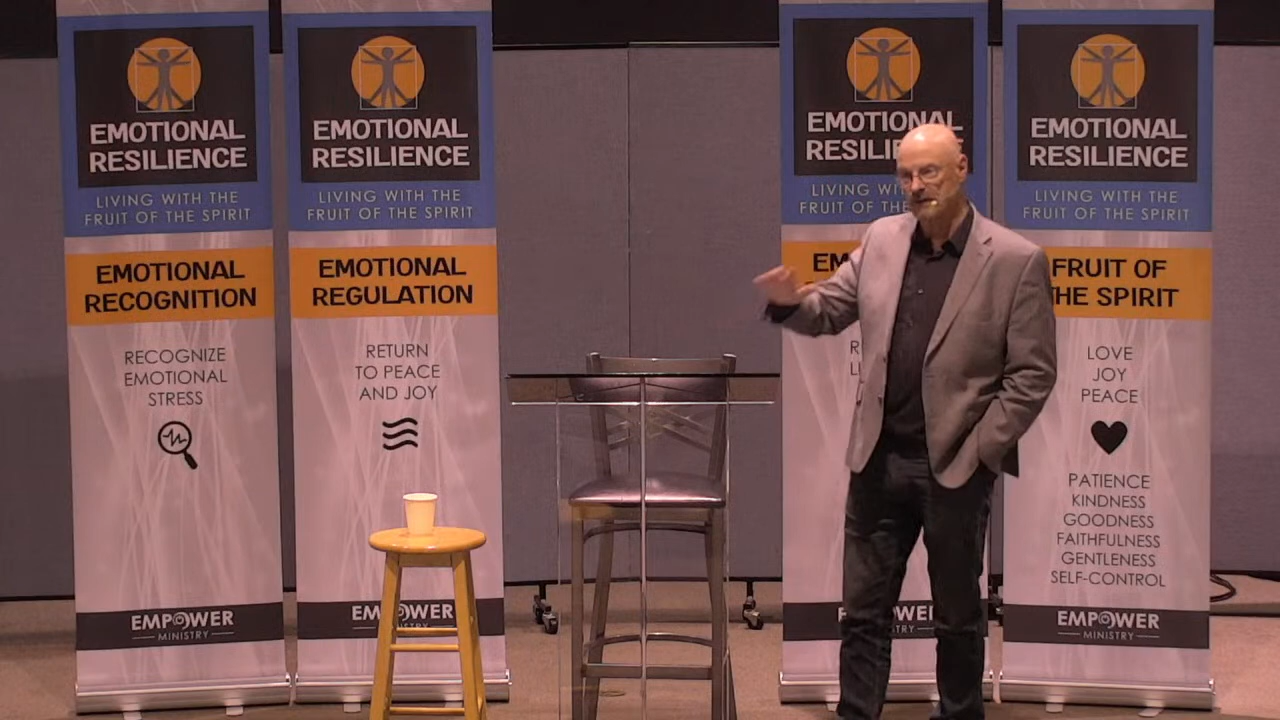 EMOTIONAL
RESILIENCE
LIVING WITH THE
FRUIT OF THE SPIRIT
EMOTIONAL
RECOGNITION
RECOGNIZE
EMOTIONAL
STRESS
EMPOWER
MINISTRY
EMOTIONAL
RESILIENCE
LIVING WITH THE
FRUIT OF THE SPIRIT
EMOTIONAL
REGULATION
RETURN
TO PEACE
AND JOY
EMPOWER
MINISTRY
EMOTIONAL
LIVING
FRUIT OF THE
EMOTIONAL
RESILIENCE
LIVING WITH THE
FRUIT OF THE SPIRIT
FRUIT OF
THE SPIRIT
LOVE
JOY
PEACE
PATIENCE
KINDNESS
GOODNESS
FAITHFULNESS
GENTLENESS
SELF-CONTROL
EMPOWER
MINISTRY